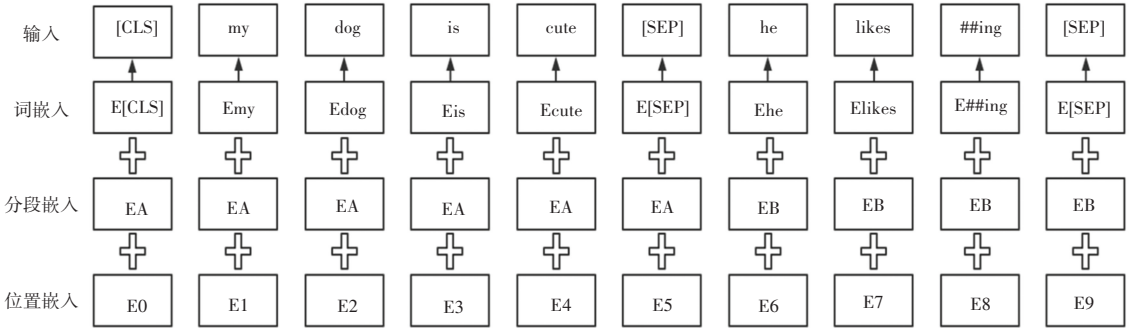 输入 [CLS] my dog is cute [SEP] he likes ##ing [SEP]
词嵌入 E[CLS] Emy Edog Eis Ecute E[SEP] Ehe Elikes E##ing E[SEP]
分段嵌入 EA EA EA EA EA EA EB EB EB EB
位置嵌入 E0 E1 E2 E3 E4 E5 E6 E7 E8 E9